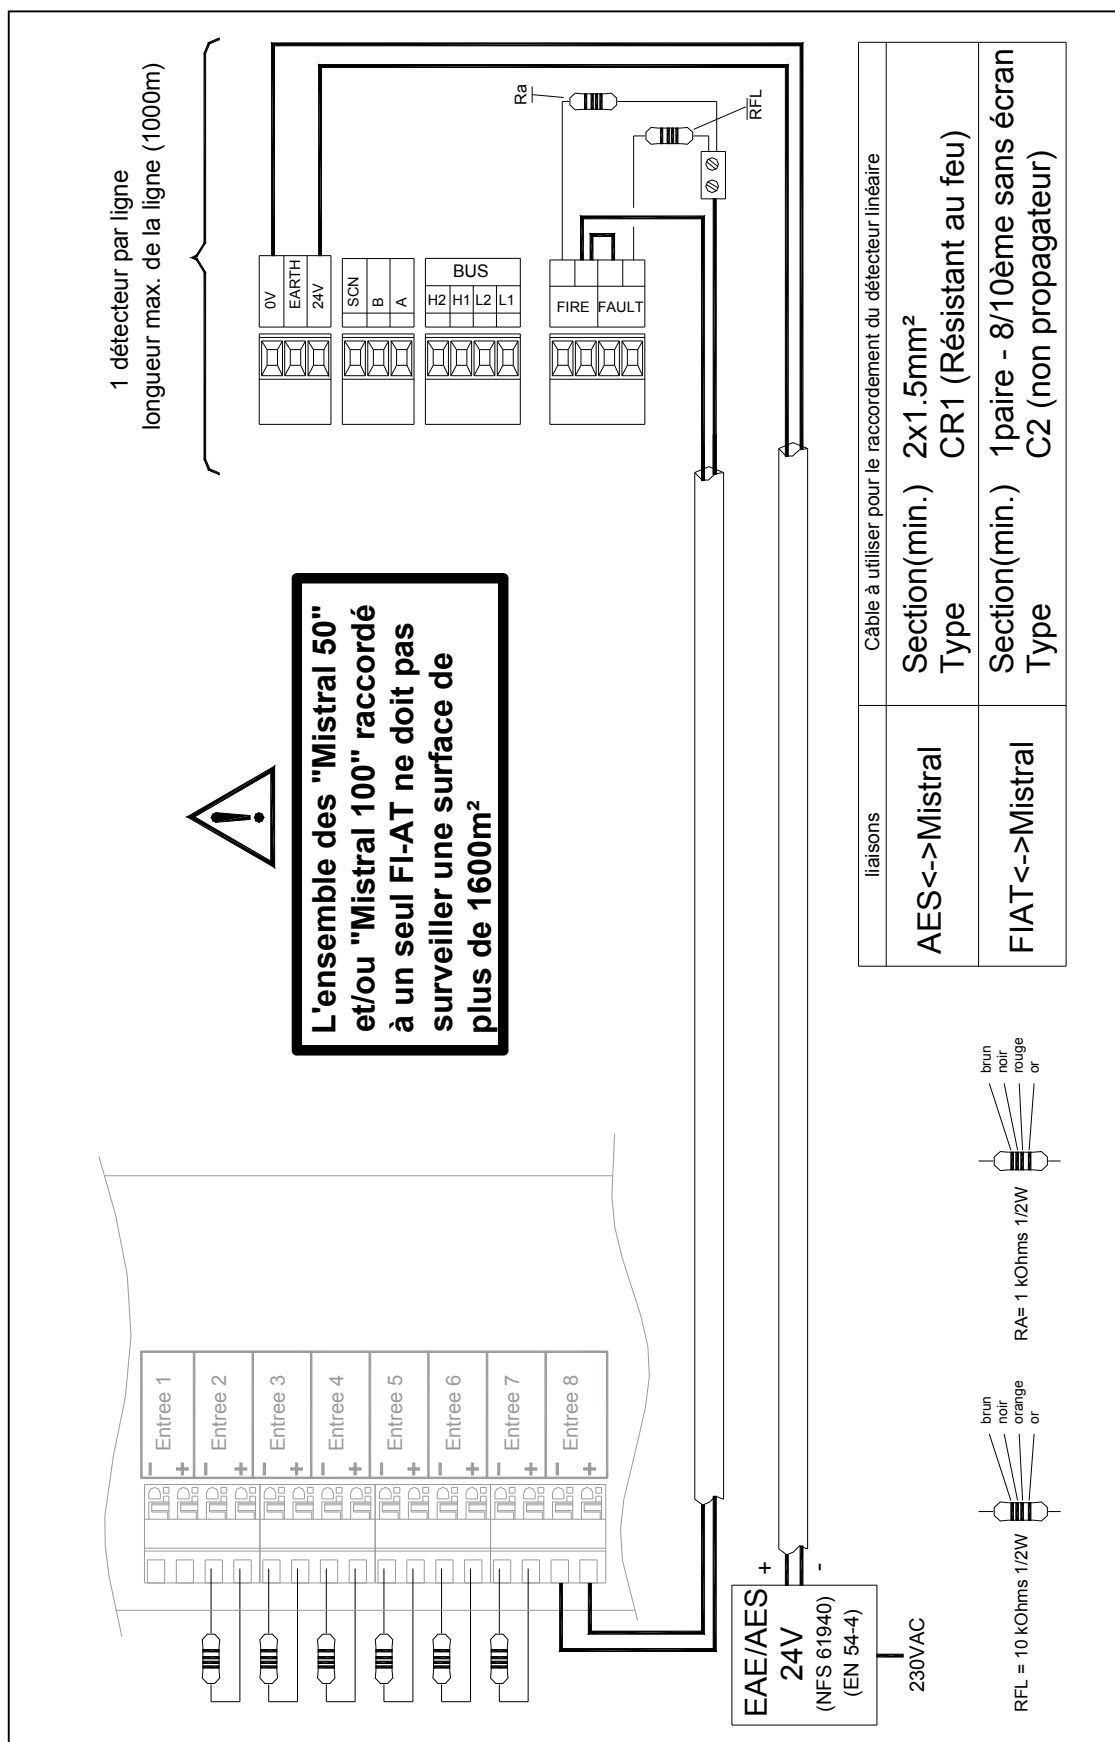 1 détecteur par ligne
longueur max. de la ligne (1000m)
0V
EARTH
24V
SCN
B
A
BUS
H2
H1
L2
L1
FIRE
FAULT
Ra
RFL
L'ensemble des "Mistral 50"
et/ou "Mistral 100" raccordé
à un seul FI-AT ne doit pas
surveiller une surface de
plus de 1600m²
- Entree 1 +
- Entree 2 +
- Entree 3 +
- Entree 4 +
- Entree 5 +
- Entree 6 +
- Entree 7 +
- Entree 8 +
EAE/AES
24V
(NFS 61940)
(EN 54-4)
+
-
230VAC
liaisons
Câble à utiliser pour le raccordement du détecteur linéaire
AES<->Mistral
Section(min.) 2x1.5mm²
Type CR1 (Résistant au feu)
FIAT<->Mistral
Section(min.) 1paire - 8/10ème sans écran
Type C2 (non propagateur)
RFL = 10 kOhms 1/2W
brun
noir
orange
or
RA= 1 kOhms 1/2W
brun
noir
rouge
or